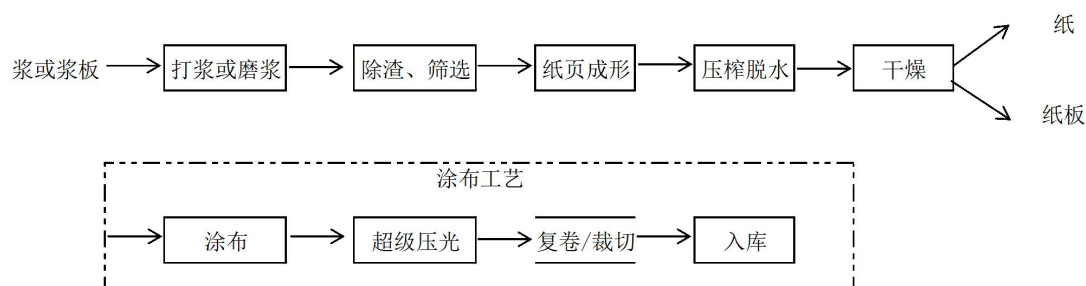 纸
浆或浆板
打浆或磨浆
除渣、筛选
纸页成形
压榨脱水
干燥
纸板
涂布工艺
涂布
超级压光
复卷/裁切
入库